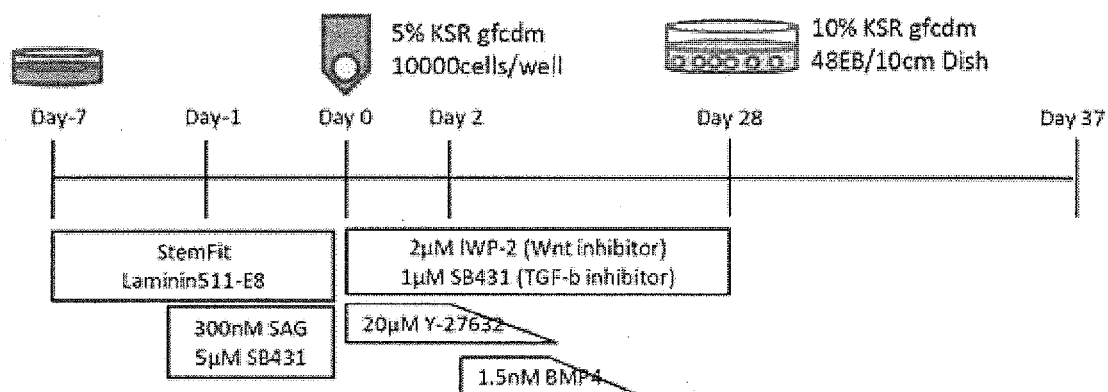 5% KSR gfcdm
10000cells/well
10% KSR gfcdm
48EB/10cm Dish
Day-7 Day-1 Day 0 Day 2 Day 28 Day 37
StemFit
Laminin511-E8
2µM IWP-2 (Wnt inhibitor)
1µM SB431 (TGF-b inhibitor)
300nM SAG
5µM SB431
20µM Y-27632
1.5nM BMP4